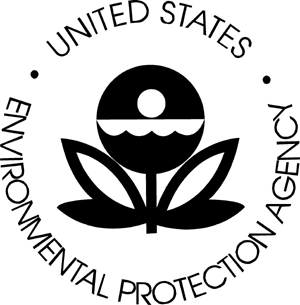 UNITED STATES
ENVIRONMENTAL PROTECTION AGENCY